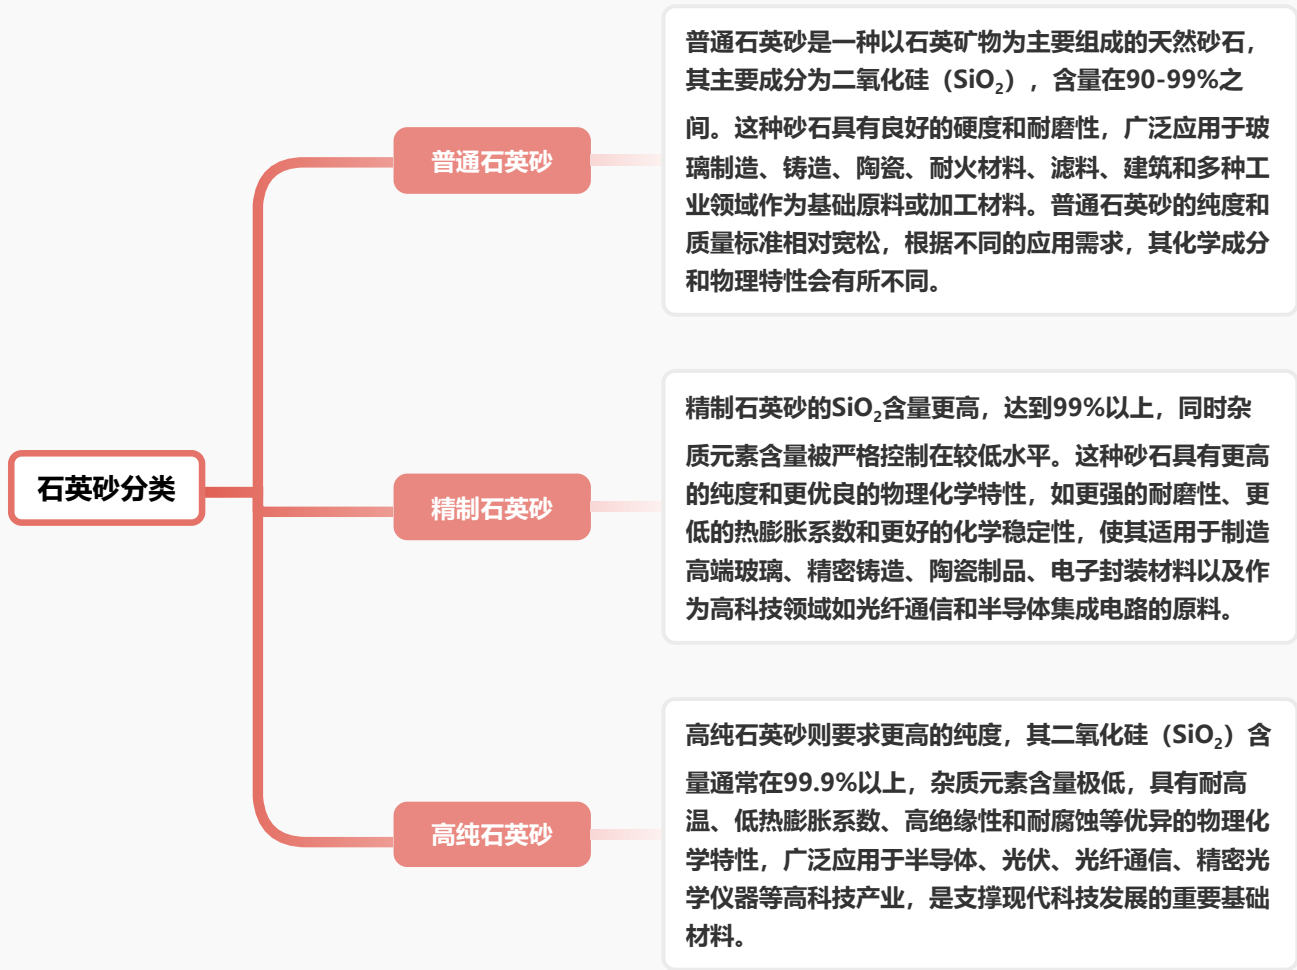 石英砂分类
普通石英砂
普通石英砂是一种以石英矿物为主要组成的天然砂石，
其主要成分为二氧化硅（SiO₂），含量在90-99%之
间。这种砂石具有良好的硬度和耐磨性，广泛应用于玻
璃制造、铸造、陶瓷、耐火材料、滤料、建筑和多种工
业领域作为基础原料或加工材料。普通石英砂的纯度和
质量标准相对宽松，根据不同的应用需求，其化学成分
和物理特性会有所不同。
精制石英砂
精制石英砂的SiO₂含量更高，达到99%以上，同时杂
质元素含量被严格控制在较低水平。这种砂石具有更高
的纯度和更优良的物理化学特性，如更强的耐磨性、更
低的热膨胀系数和更好的化学稳定性，使其适用于制造
高端玻璃、精密铸造、陶瓷制品、电子封装材料以及作
为高科技领域如光纤通信和半导体集成电路的原料。
高纯石英砂
高纯石英砂则要求更高的纯度，其二氧化硅（SiO₂）含
量通常在99.9%以上，杂质元素含量极低，具有耐高
温、低热膨胀系数、高绝缘性和耐腐蚀等优异的物理化
学特性，广泛应用于半导体、光伏、光纤通信、精密光
学仪器等高科技产业，是支撑现代科技发展的重要基础
材料。